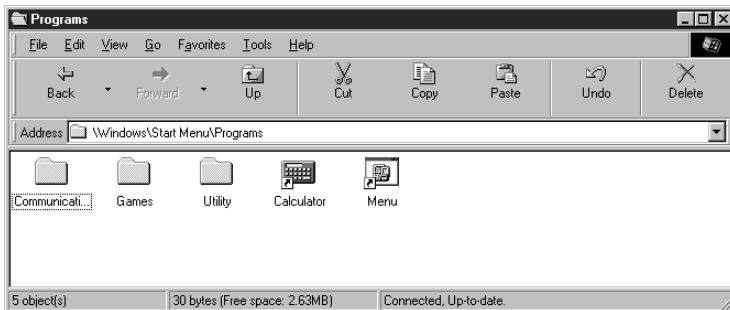 Programs
File Edit View Go Favorites Tools Help
Back Forward Up Cut Copy Paste Undo Delete
Address \Windows\Start Menu\Programs
Communicati... Games Utility Calculator Menu
5 object(s) 30 bytes (Free space: 2.63MB) Connected, Up-to-date.